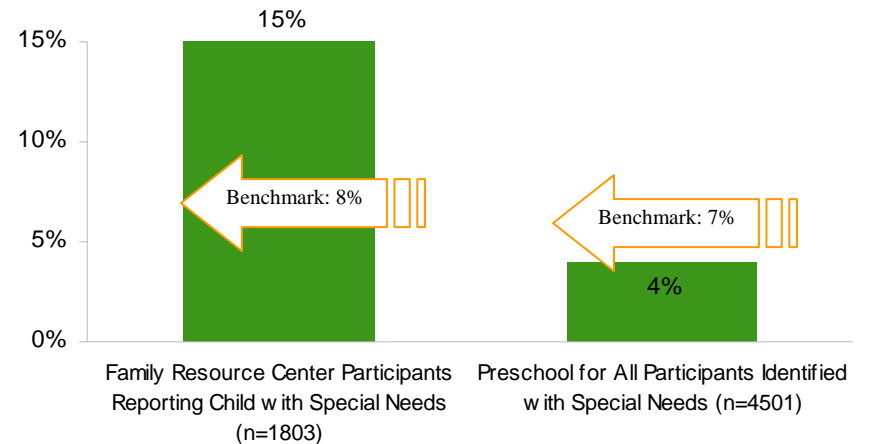 15%
15%
10%
Benchmark: 8%
Benchmark: 7%
5%
4%
0%
Family Resource Center Participants
Reporting Child with Special Needs
(n=1803)
Preschool for All Participants Identified
with Special Needs (n=4501)